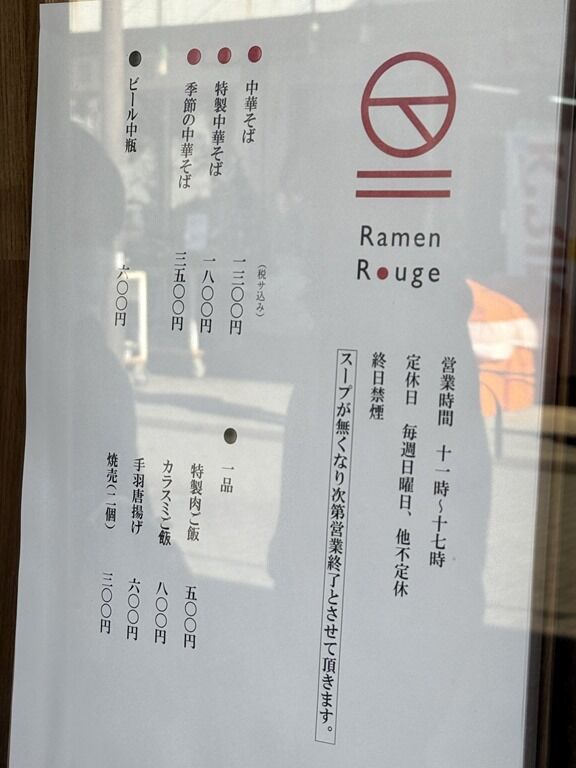 Ramen
Rouge
営業時間 十一時〜十七時
定休日 毎週日曜日、他不定休
終日禁煙
スープが無くなり次第営業終了とさせて頂きます。
(税サ込み)
中華そば 一三〇〇円
特製中華そば 一八〇〇円
季節の中華そば 三五〇〇円
ビール中瓶 六〇〇円
一品
特製肉ご飯 五〇〇円
カラスミご飯 八〇〇円
手羽唐揚げ 六〇〇円
焼売(二個) 三〇〇円